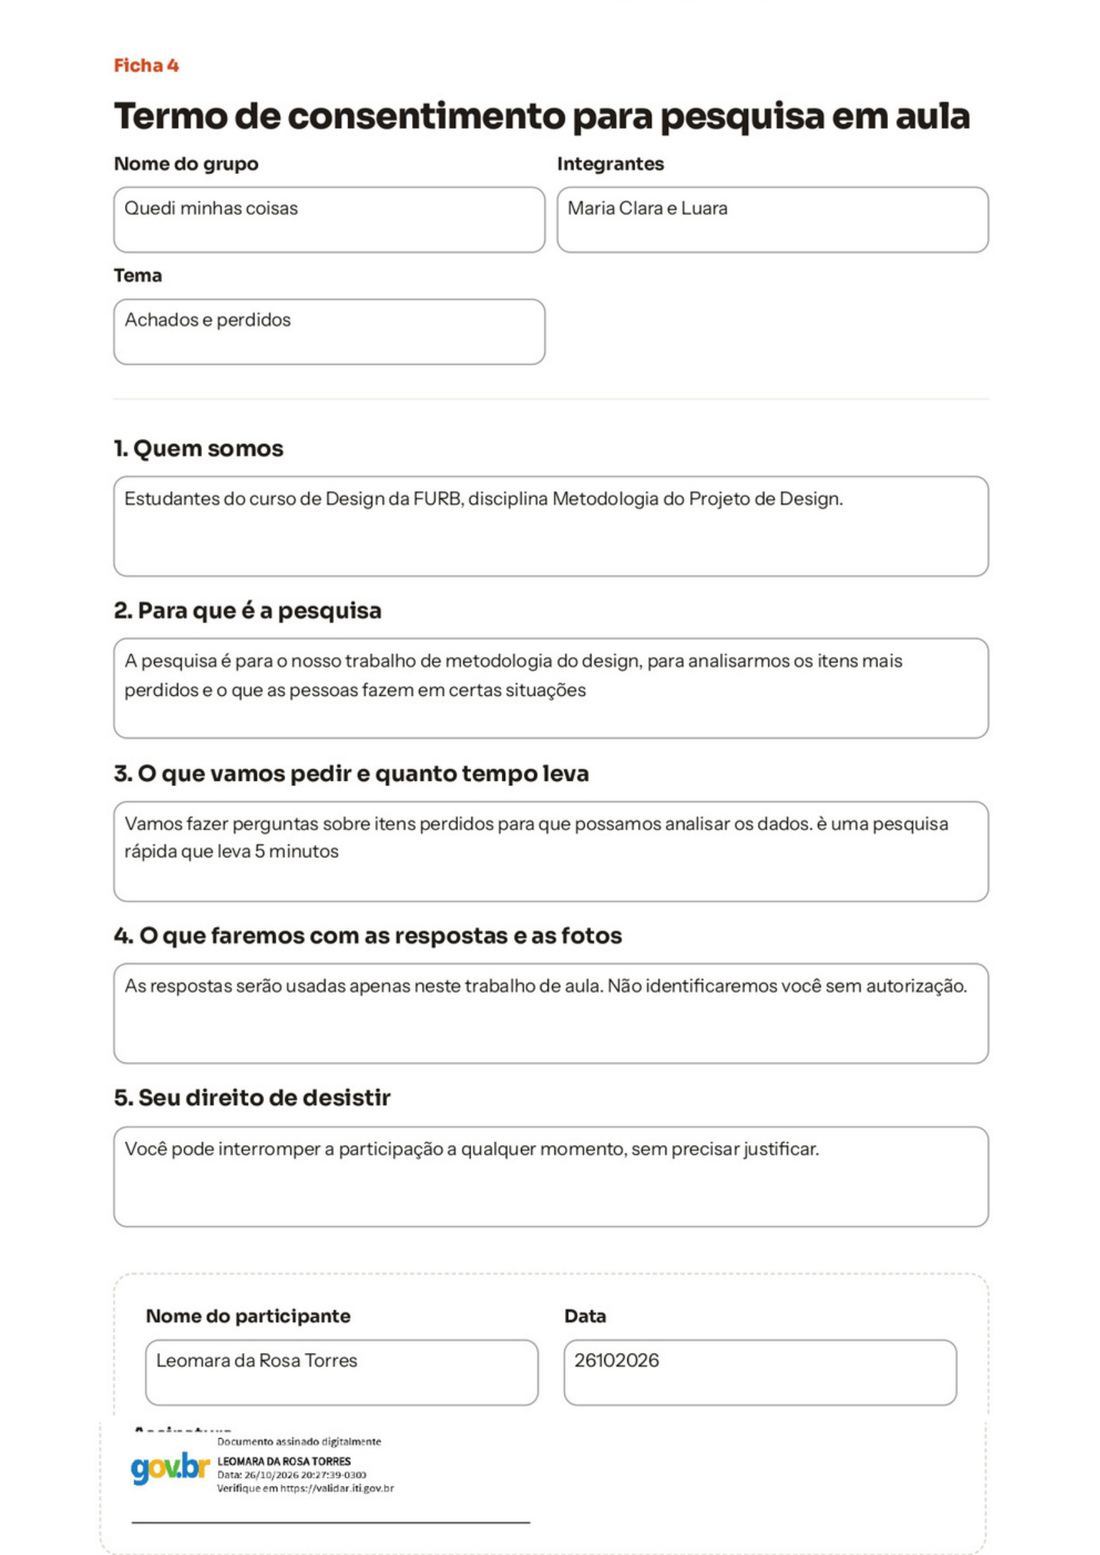 Ficha 4
Termo de consentimento para pesquisa em aula
Nome do grupo
Integrantes
Quedi minhas coisas
Maria Clara e Luara
Tema
Achados e perdidos
1. Quem somos
Estudantes do curso de Design da FURB, disciplina Metodologia do Projeto de Design.
2. Para que é a pesquisa
A pesquisa é para o nosso trabalho de metodologia do design, para analisarmos os itens mais
perdidos e o que as pessoas fazem em certas situações
3. O que vamos pedir e quanto tempo leva
Vamos fazer perguntas sobre itens perdidos para que possamos analisar os dados. è uma pesquisa
rápida que leva 5 minutos
4. O que faremos com as respostas e as fotos
As respostas serão usadas apenas neste trabalho de aula. Não identificaremos você sem autorização.
5. Seu direito de desistir
Você pode interromper a participação a qualquer momento, sem precisar justificar.
Nome do participante
Data
Leomara da Rosa Torres
26102026
gov.br
Documento assinado digitalmente
LEOMARA DA ROSA TORRES
Data: 26/10/2026 20:27:39-0300
Verifique em https://validar.iti.gov.br